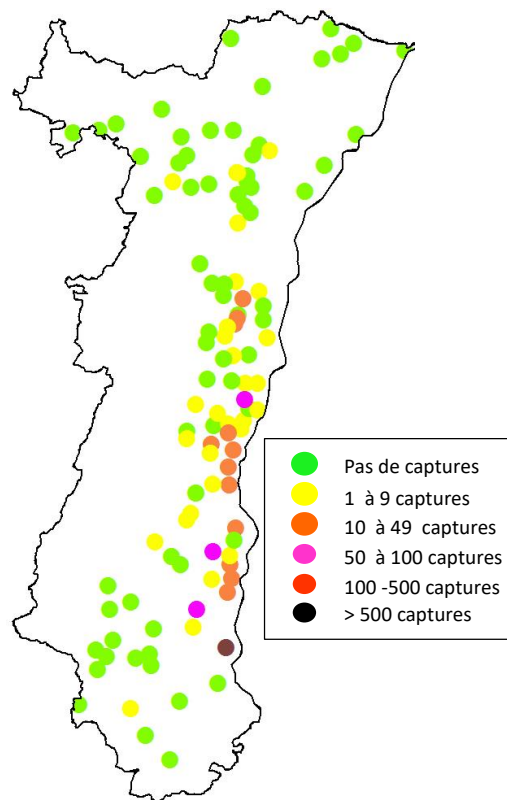 Pas de captures
1 à 9 captures
10 à 49 captures
50 à 100 captures
100 -500 captures
> 500 captures